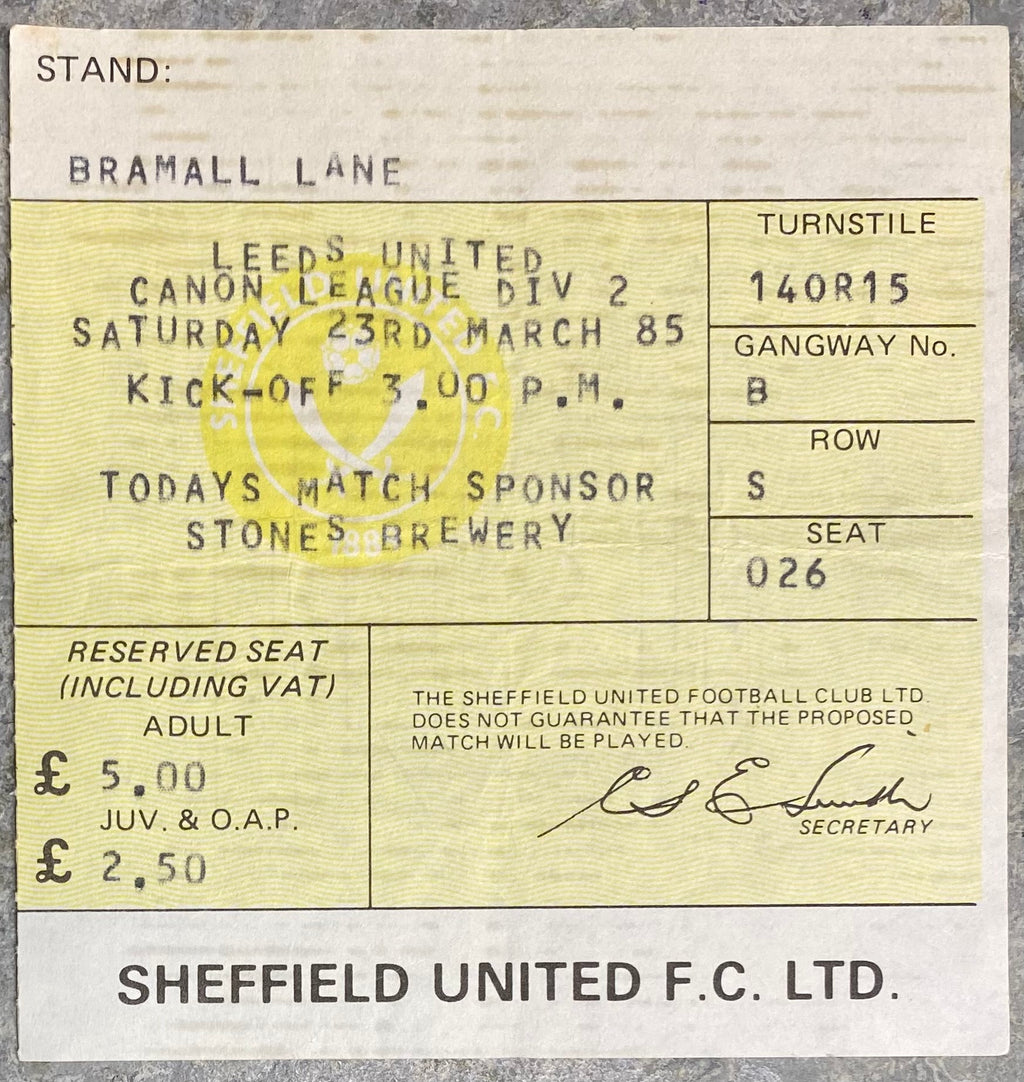 STAND:
BRAMALL LANE
LEEDS UNITED
CANON LEAGUE DIV 2
SATURDAY 23RD MARCH 85
KICK-OFF 3.00 P.M.
TODAYS MATCH SPONSOR
STONES BREWERY
SHEFFIELD UNITED F.C.
TURNSTILE
14OR15
GANGWAY No.
B
ROW
S
SEAT
026
RESERVED SEAT
(INCLUDING VAT)
ADULT
£ 5.00
JUV. & O.A.P.
£ 2.50
THE SHEFFIELD UNITED FOOTBALL CLUB LTD.
DOES NOT GUARANTEE THAT THE PROPOSED
MATCH WILL BE PLAYED.
SECRETARY
SHEFFIELD UNITED F.C. LTD.